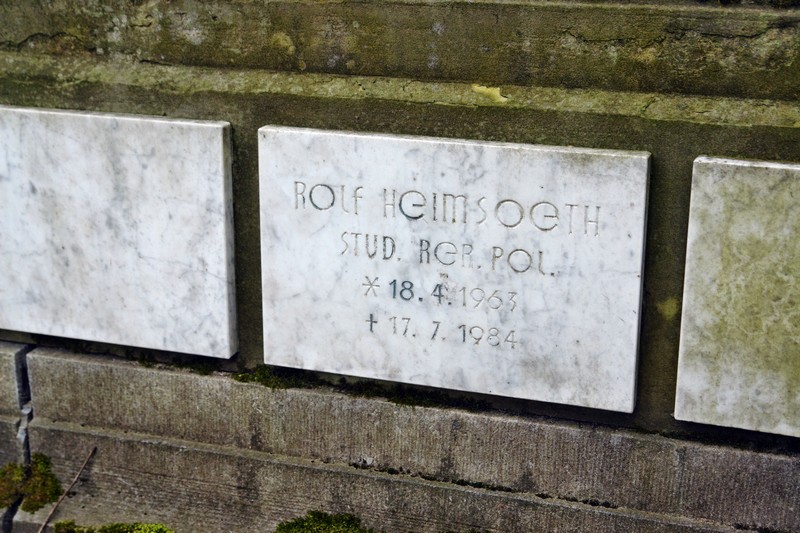 ROLF HEIMSOETH
STUD. RER. POL.
* 18. 4. 1963
† 17. 7. 1984